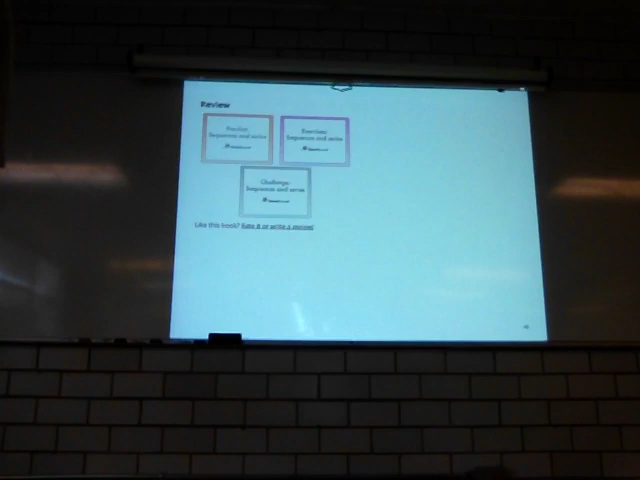 Review
Practice:
Sequences and series
Exercises:
Sequences and series
Challenge:
Sequences and series
Like this book? Rate it or write a review!